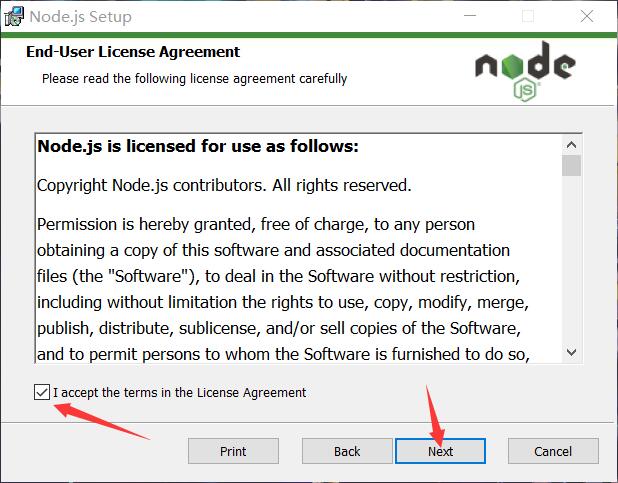 Node.js Setup
End-User License Agreement
Please read the following license agreement carefully
node
JS
Node.js is licensed for use as follows:
Copyright Node.js contributors. All rights reserved.
Permission is hereby granted, free of charge, to any person
obtaining a copy of this software and associated documentation
files (the "Software"), to deal in the Software without restriction,
including without limitation the rights to use, copy, modify, merge,
publish, distribute, sublicense, and/or sell copies of the Software,
and to permit persons to whom the Software is furnished to do so,
I accept the terms in the License Agreement
Print
Back
Next
Cancel